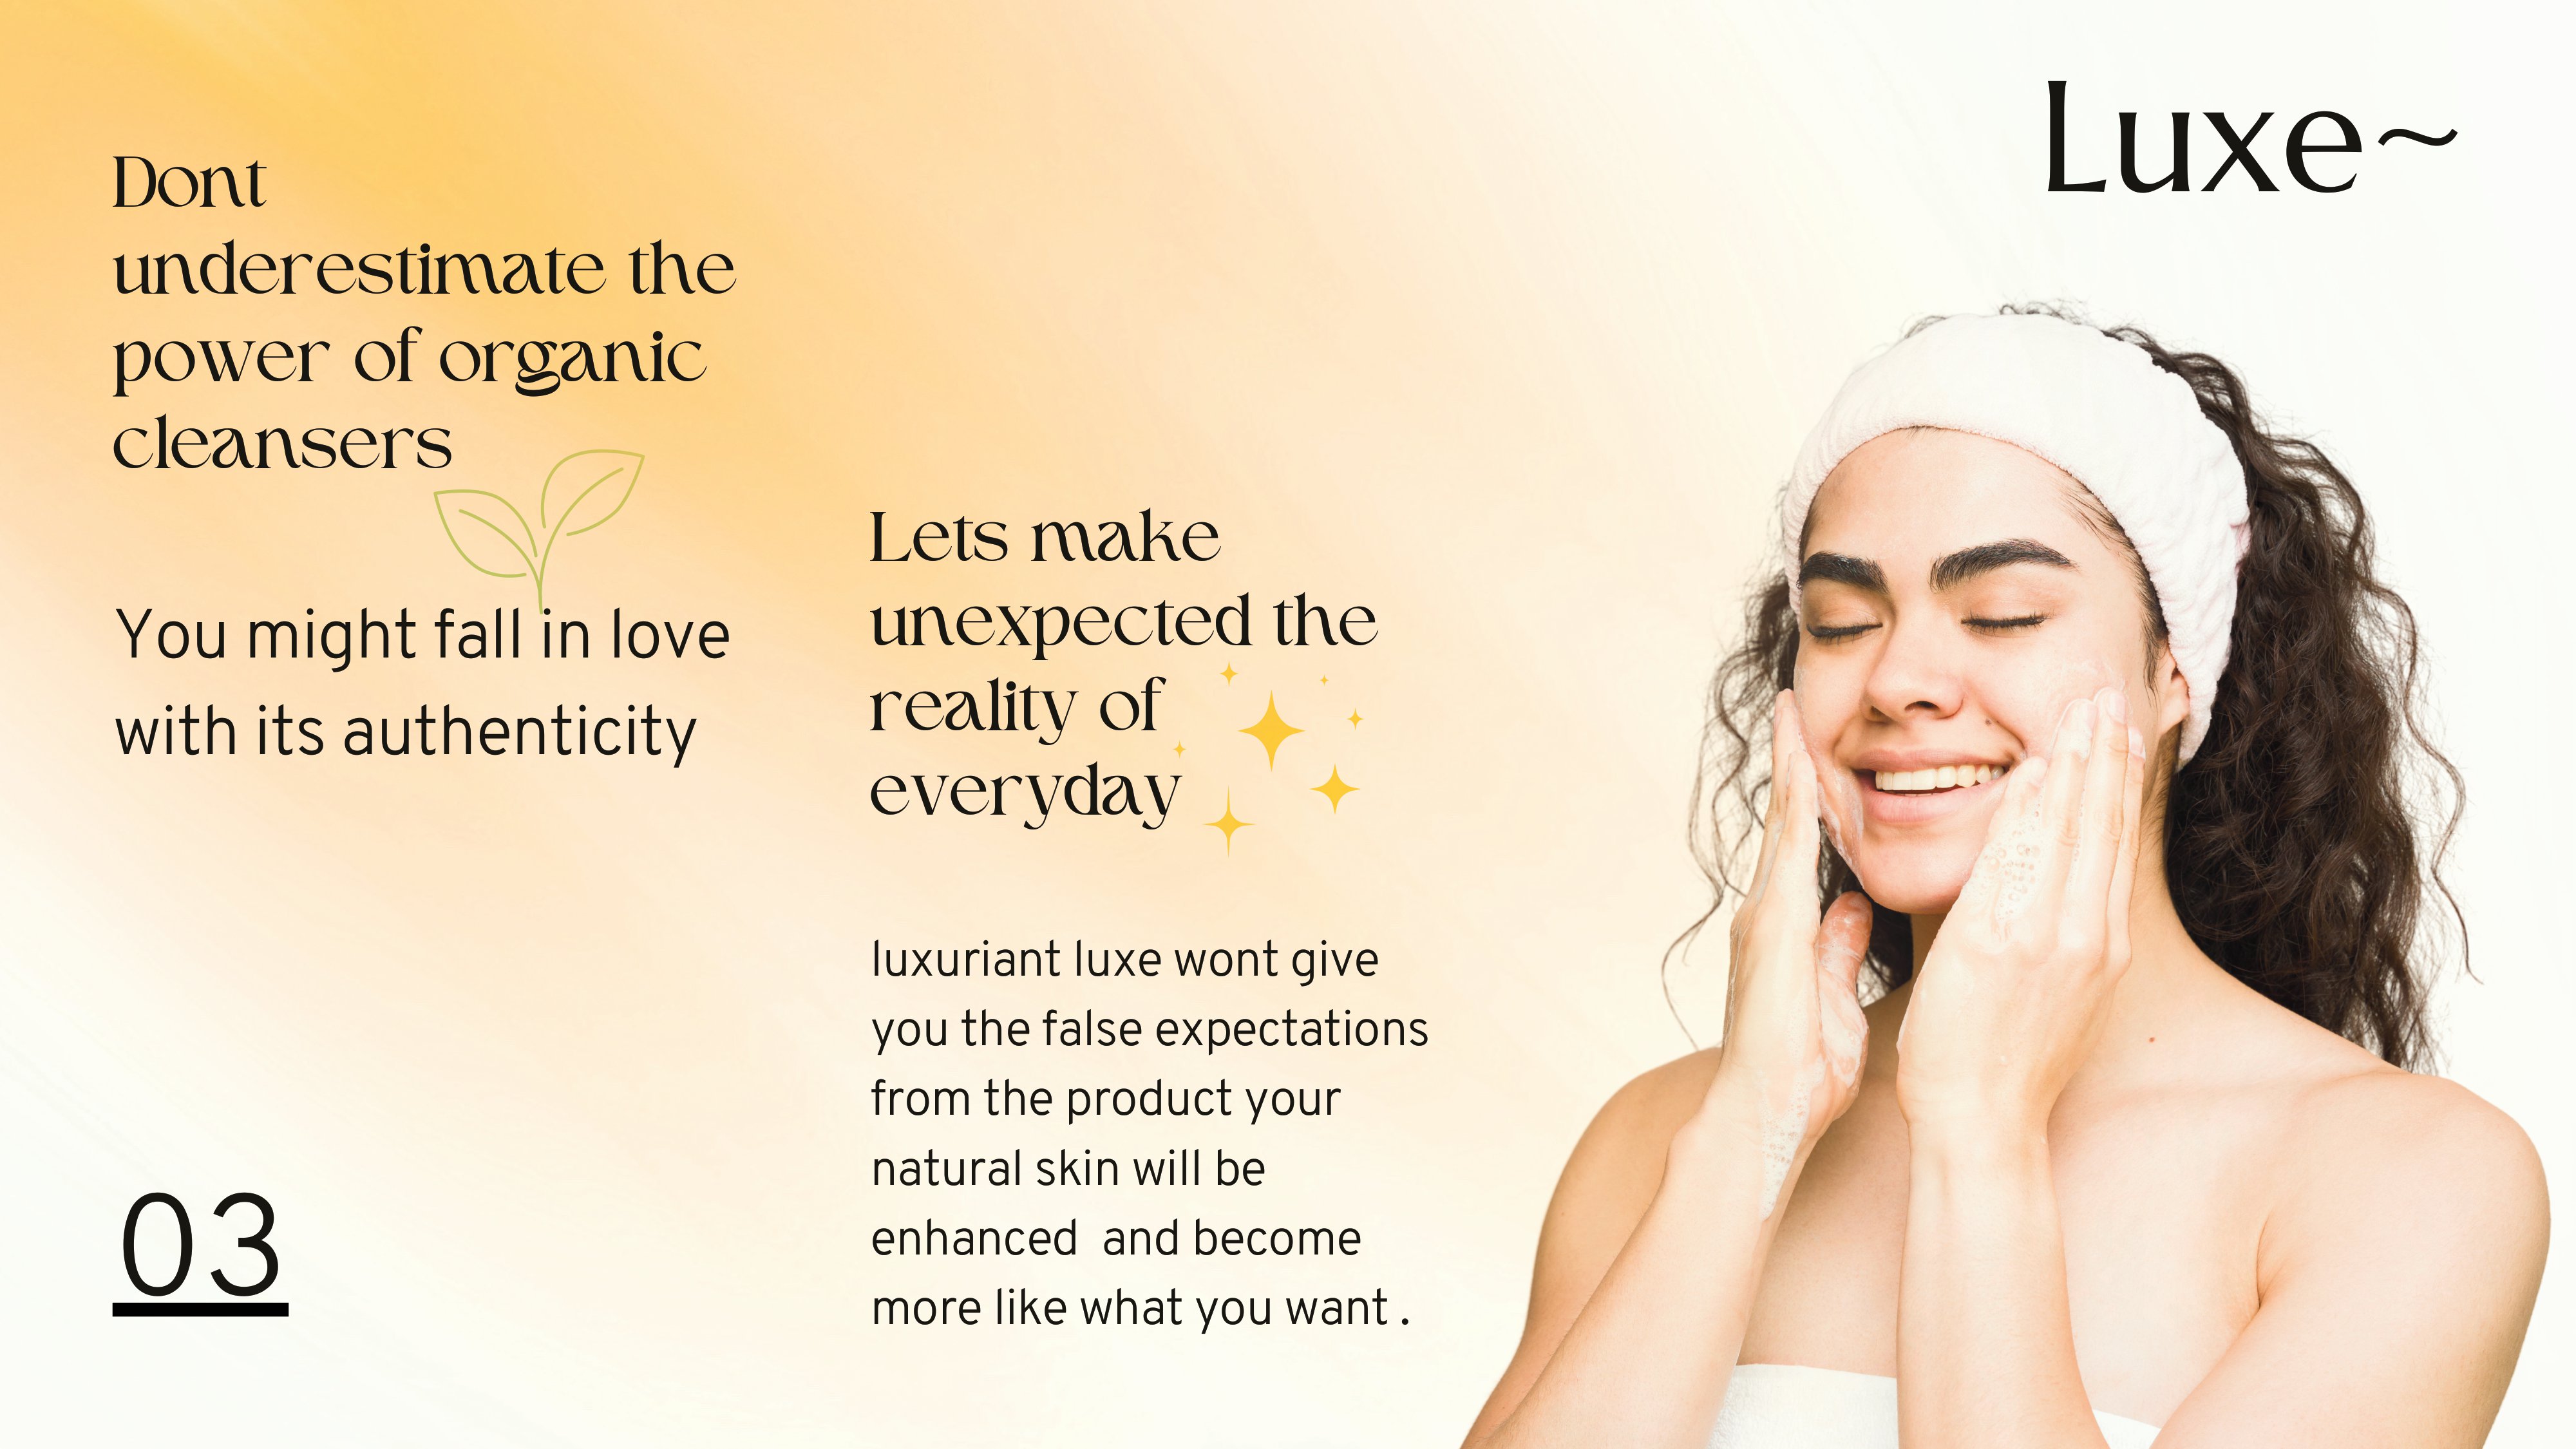 Luxe~
Dont
underestimate the
power of organic
cleansers
You might fall in love
with its authenticity
Lets make
unexpected the
reality of
everyday
luxuriant luxe wont give
you the false expectations
from the product your
natural skin will be
enhanced  and become
more like what you want .
03